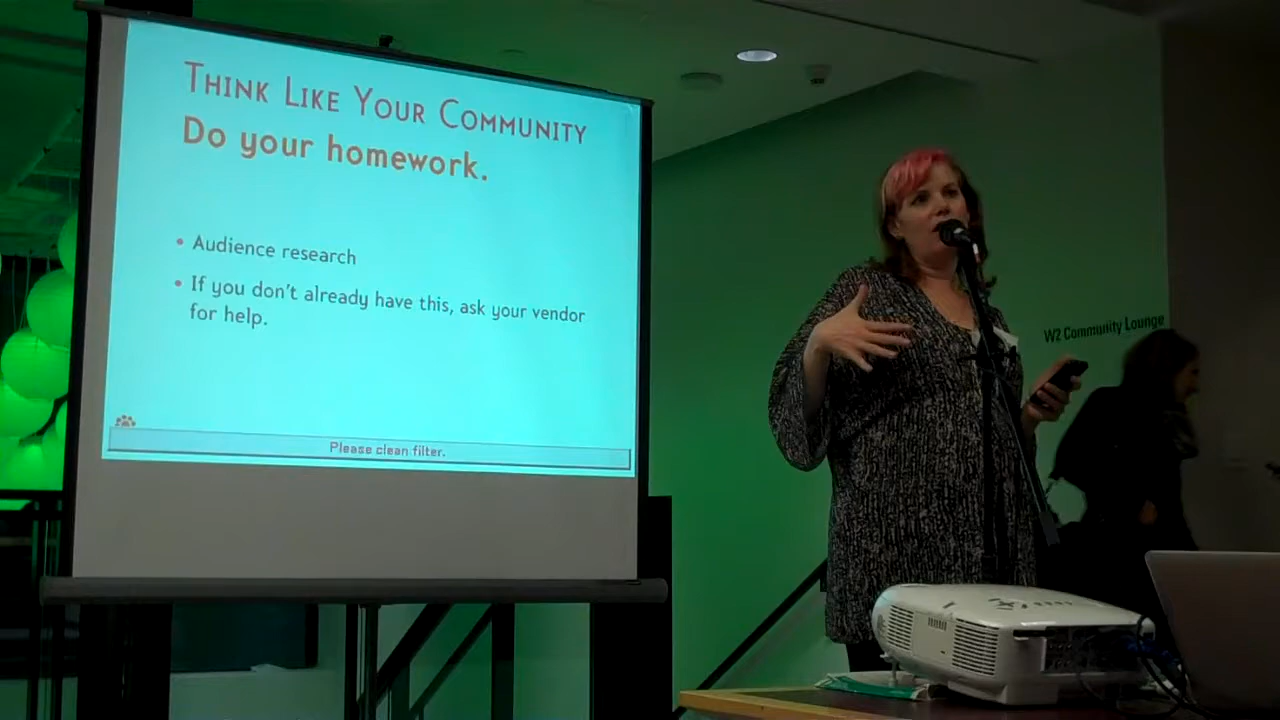 THINK LIKE YOUR COMMUNITY
Do your homework.
• Audience research
• If you don't already have this, ask your vendor
for help.
Please clean filter.
W2 Community Lounge